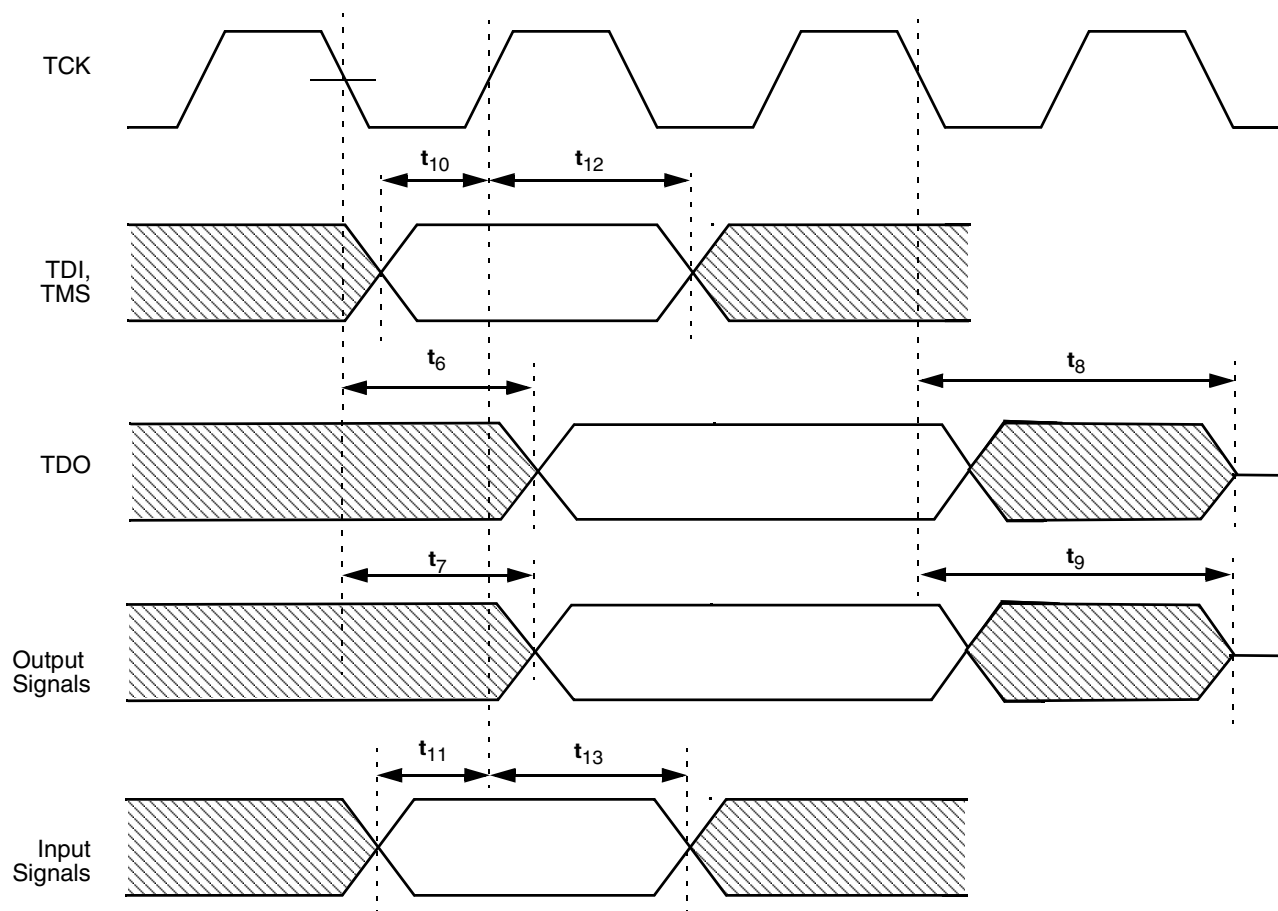 TCK
t10
t12
TDI,
TMS
t6
t8
TDO
t7
t9
Output
Signals
t11
t13
Input
Signals